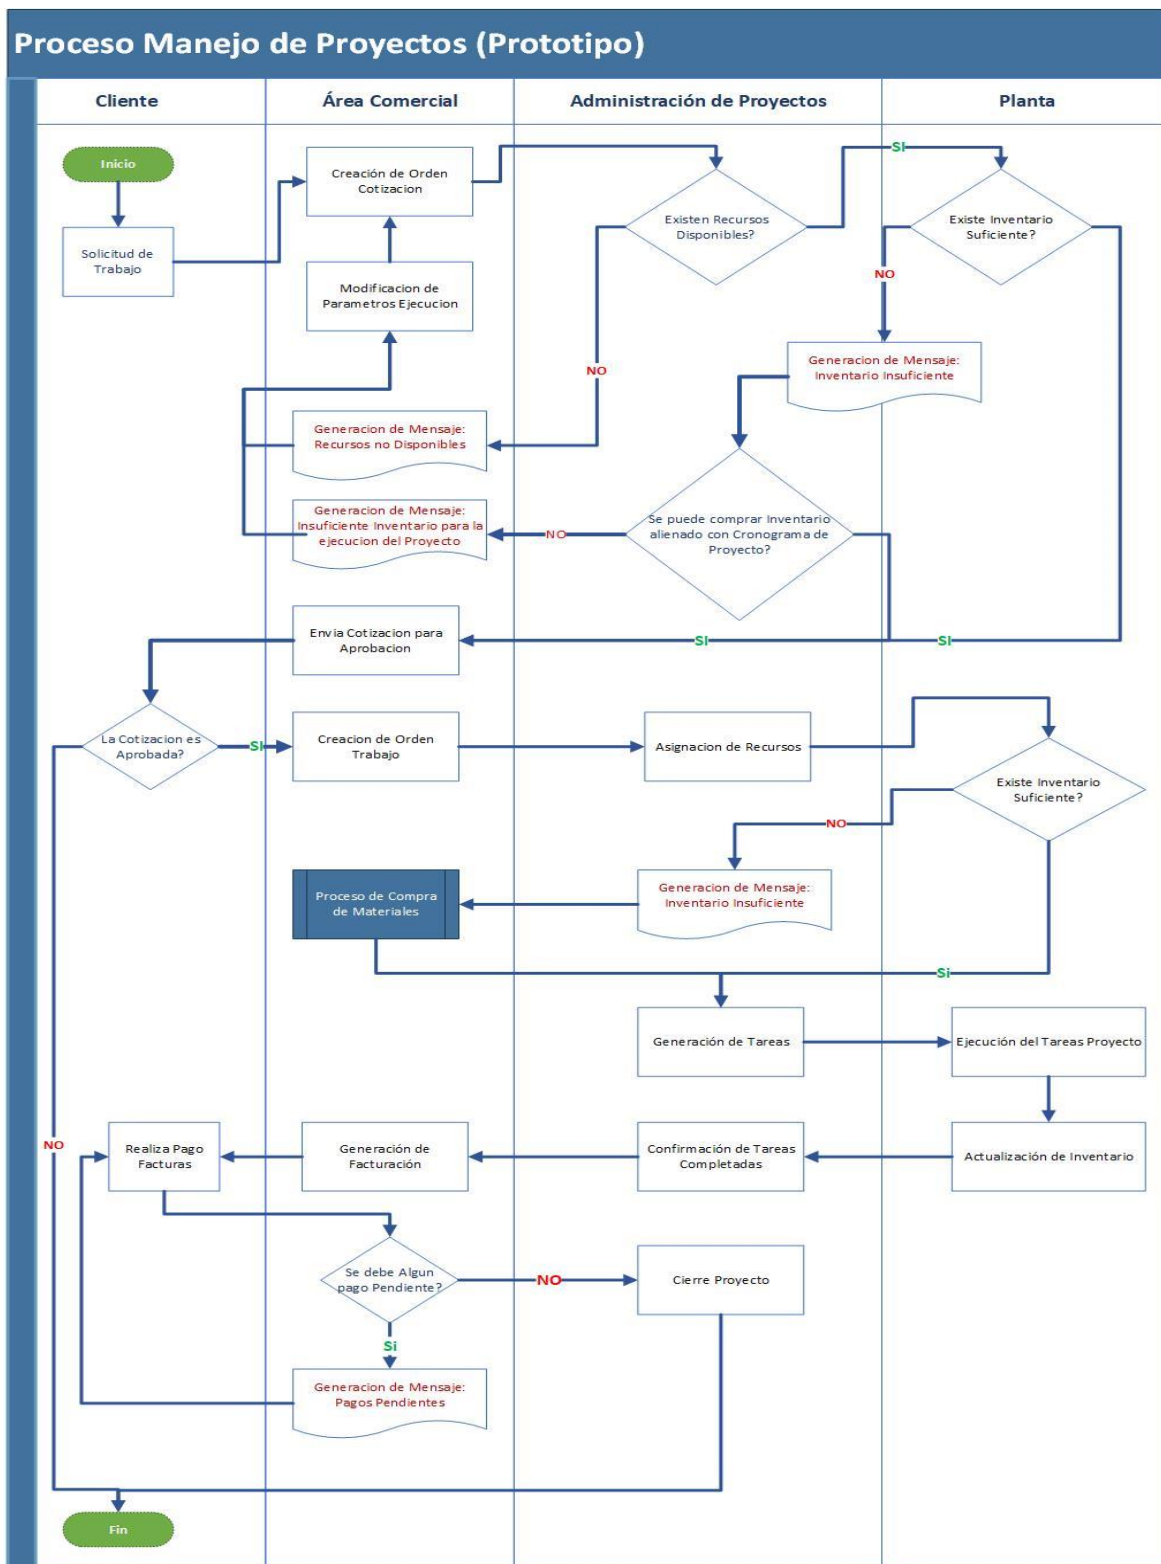 Proceso Manejo de Proyectos (Prototipo)
Cliente
Área Comercial
Administración de Proyectos
Planta
Inicio
Solicitud de
Trabajo
Creación de Orden
Cotizacion
Existen Recursos
Disponibles?
SI
Existe Inventario
Suficiente?
Modificacion de
Parametros Ejecucion
NO
NO
Generacion de Mensaje:
Inventario Insuficiente
Generacion de Mensaje:
Recursos no Disponibles
Generacion de Mensaje:
Insuficiente Inventario para la
ejecucion del Proyecto
NO
Se puede comprar Inventario
alienado con Cronograma de
Proyecto?
Envia Cotizacion para
Aprobacion
SI
SI
La Cotizacion es
Aprobada?
SI
Creacion de Orden
Trabajo
Asignacion de Recursos
Existe Inventario
Suficiente?
NO
Proceso de Compra
de Materiales
Generacion de Mensaje:
Inventario Insuficiente
Si
Generación de Tareas
Ejecución del Tareas Proyecto
NO
Realiza Pago
Facturas
Generación de
Facturación
Confirmación de Tareas
Completadas
Actualización de Inventario
Se debe Algun
pago Pendiente?
NO
Cierre Proyecto
Si
Generacion de Mensaje:
Pagos Pendientes
Fin